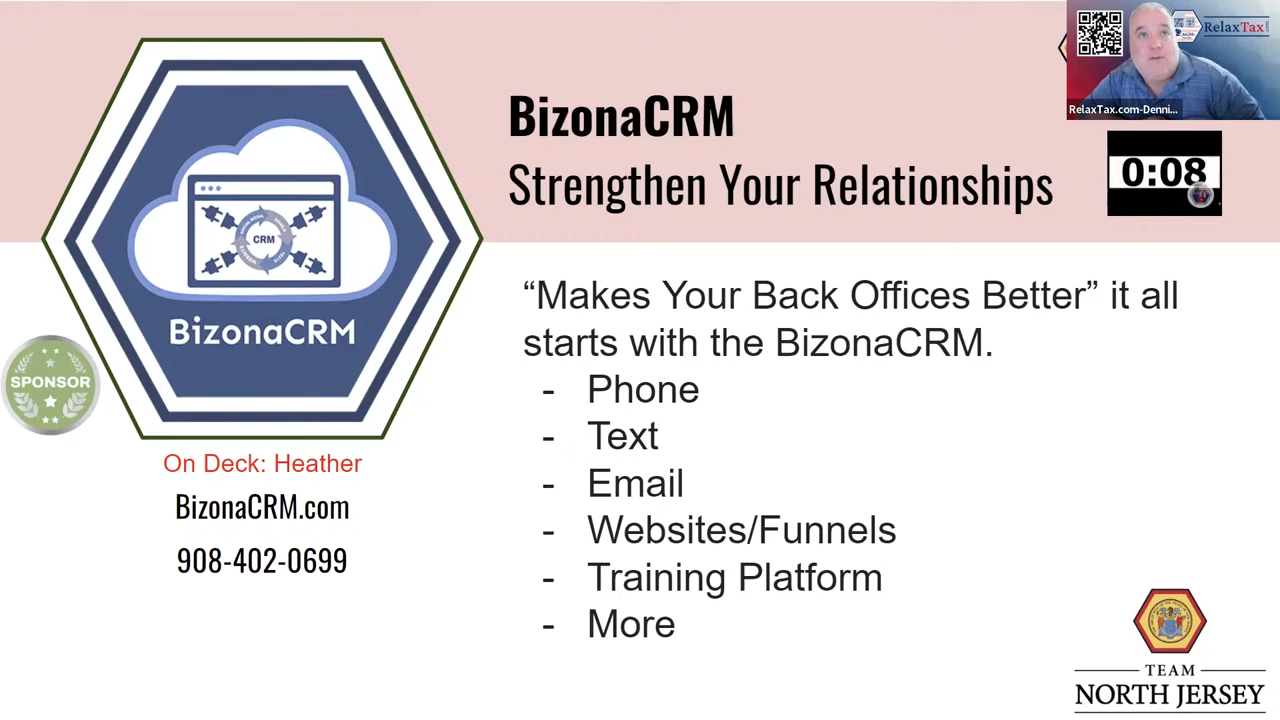 RelaxTax.com
RelaxTax.com-Denni...
BizonaCRM
Strengthen Your Relationships
0:08
CRM
BizonaCRM
“Makes Your Back Offices Better” it all
starts with the BizonaCRM.
- Phone
- Text
- Email
- Websites/Funnels
- Training Platform
- More
SPONSOR
On Deck: Heather
BizonaCRM.com
908-402-0699
TEAM
NORTH JERSEY